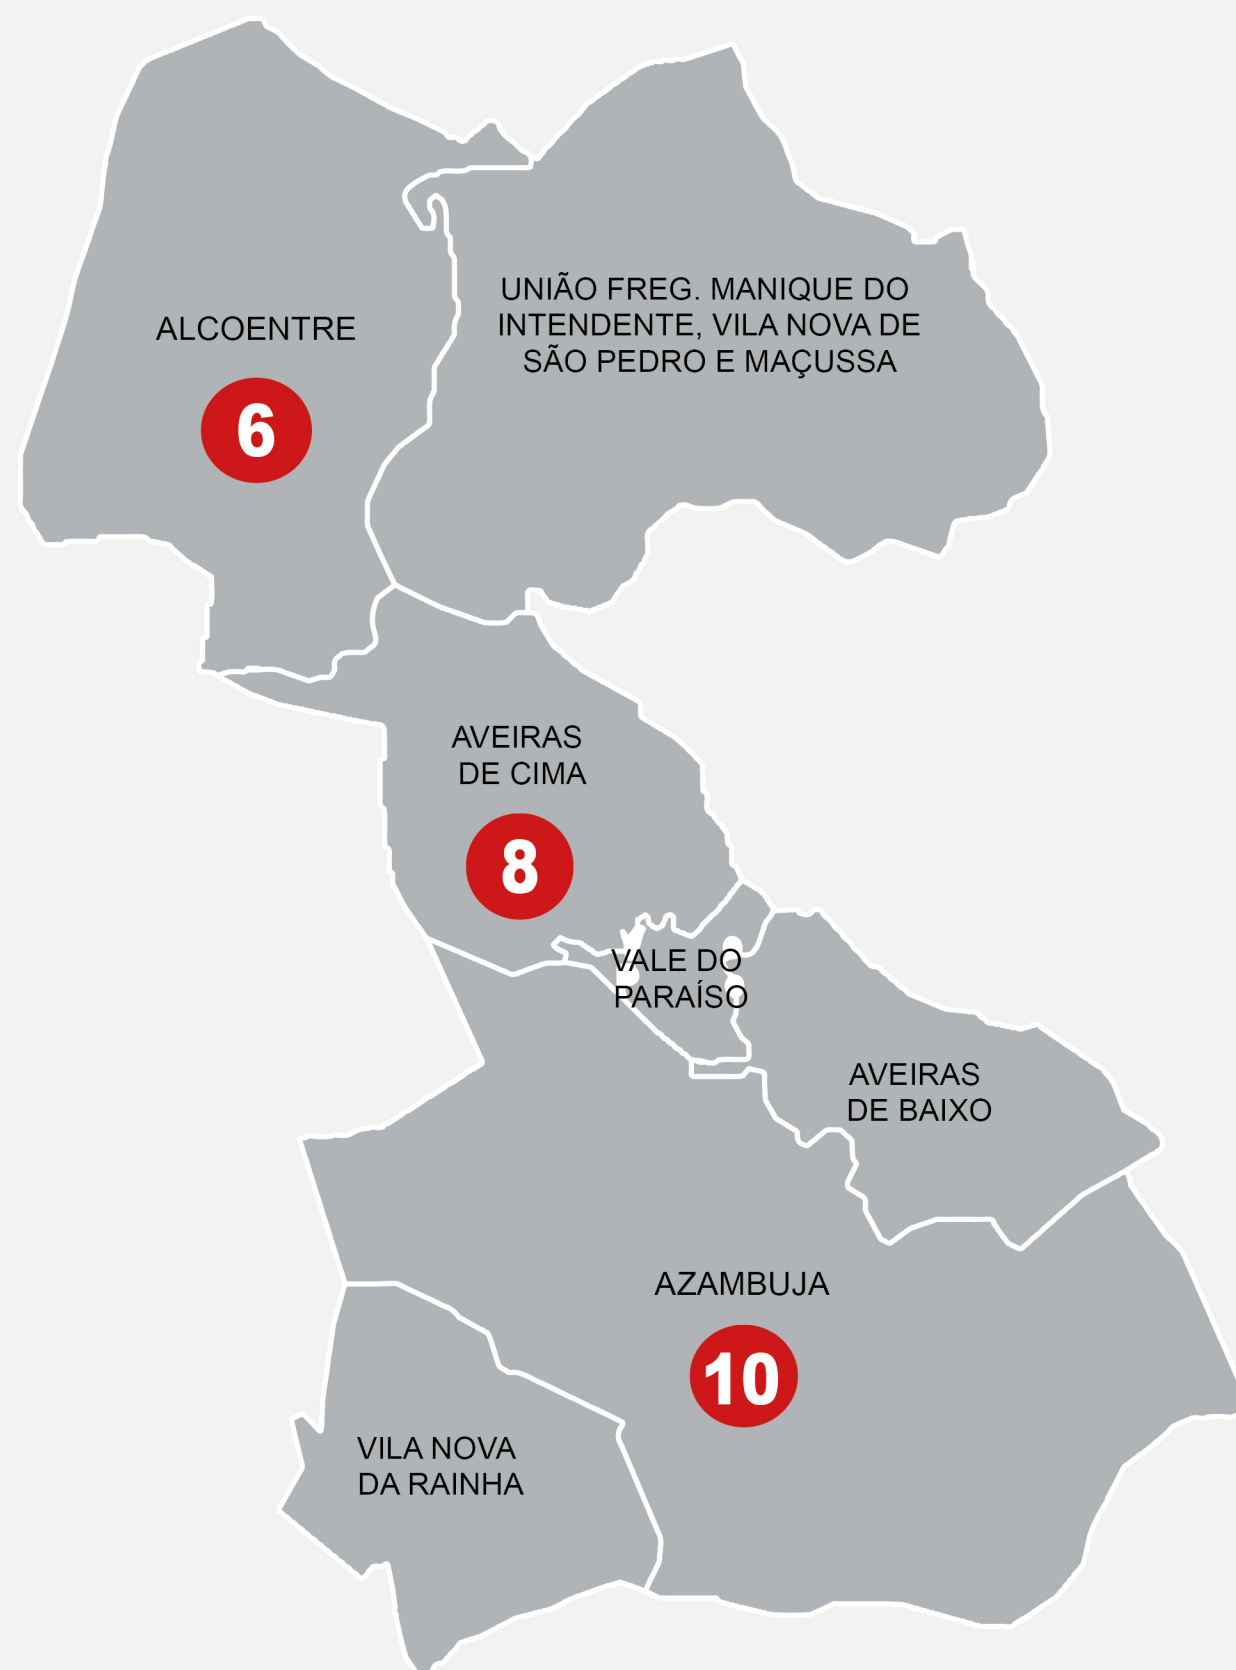 UNIÃO FREG. MANIQUE DO
INTENDENTE, VILA NOVA DE
SÃO PEDRO E MAÇUSSA
ALCOENTRE
6
AVEIRAS
DE CIMA
8
VALE DO
PARAÍSO
AVEIRAS
DE BAIXO
AZAMBUJA
10
VILA NOVA
DA RAINHA